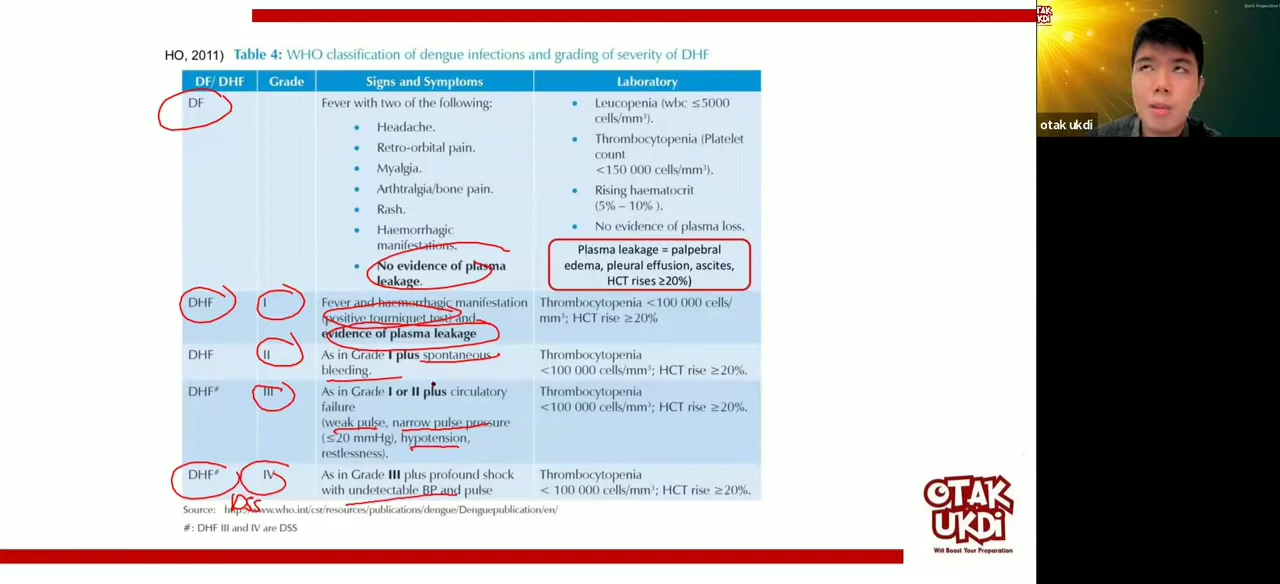 HO, 2011) Table 4: WHO classification of dengue infections and grading of severity of DHF
DF/ DHF Grade Signs and Symptoms Laboratory
DF
Fever with two of the following:
• Headache.
• Retro-orbital pain.
• Myalgia.
• Arthtralgia/bone pain.
• Rash.
• Haemorrhagic
manifestations.
• No evidence of plasma
leakage.
• Leucopenia (wbc ≤5000
cells/mm³).
• Thrombocytopenia (Platelet
count
<150 000 cells/mm³).
• Rising haematocrit
(5% – 10% ).
• No evidence of plasma loss.
Plasma leakage = palpebral
edema, pleural effusion, ascites,
HCT rises ≥20%)
DHF I
Fever and haemorrhagic manifestation
(positive tourniquet test) and
evidence of plasma leakage
Thrombocytopenia <100 000 cells/
mm³; HCT rise ≥20%
DHF II
As in Grade I plus spontaneous
bleeding.
Thrombocytopenia
<100 000 cells/mm³; HCT rise ≥20%.
DHF# III
As in Grade I or II plus circulatory
failure
(weak pulse, narrow pulse pressure
(≤20 mmHg), hypotension,
restlessness).
Thrombocytopenia
<100 000 cells/mm³; HCT rise ≥20%.
DHF# IV
As in Grade III plus profound shock
with undetectable BP and pulse
Thrombocytopenia
< 100 000 cells/mm³; HCT rise ≥20%.
DSS
Source: http://www.who.int/csr/resources/publications/dengue/Denguepublication/en/
#: DHF III and IV are DSS
OTAK
UKDI
Will Boost Your Preparation
OTAK
UKDI
otak ukdi